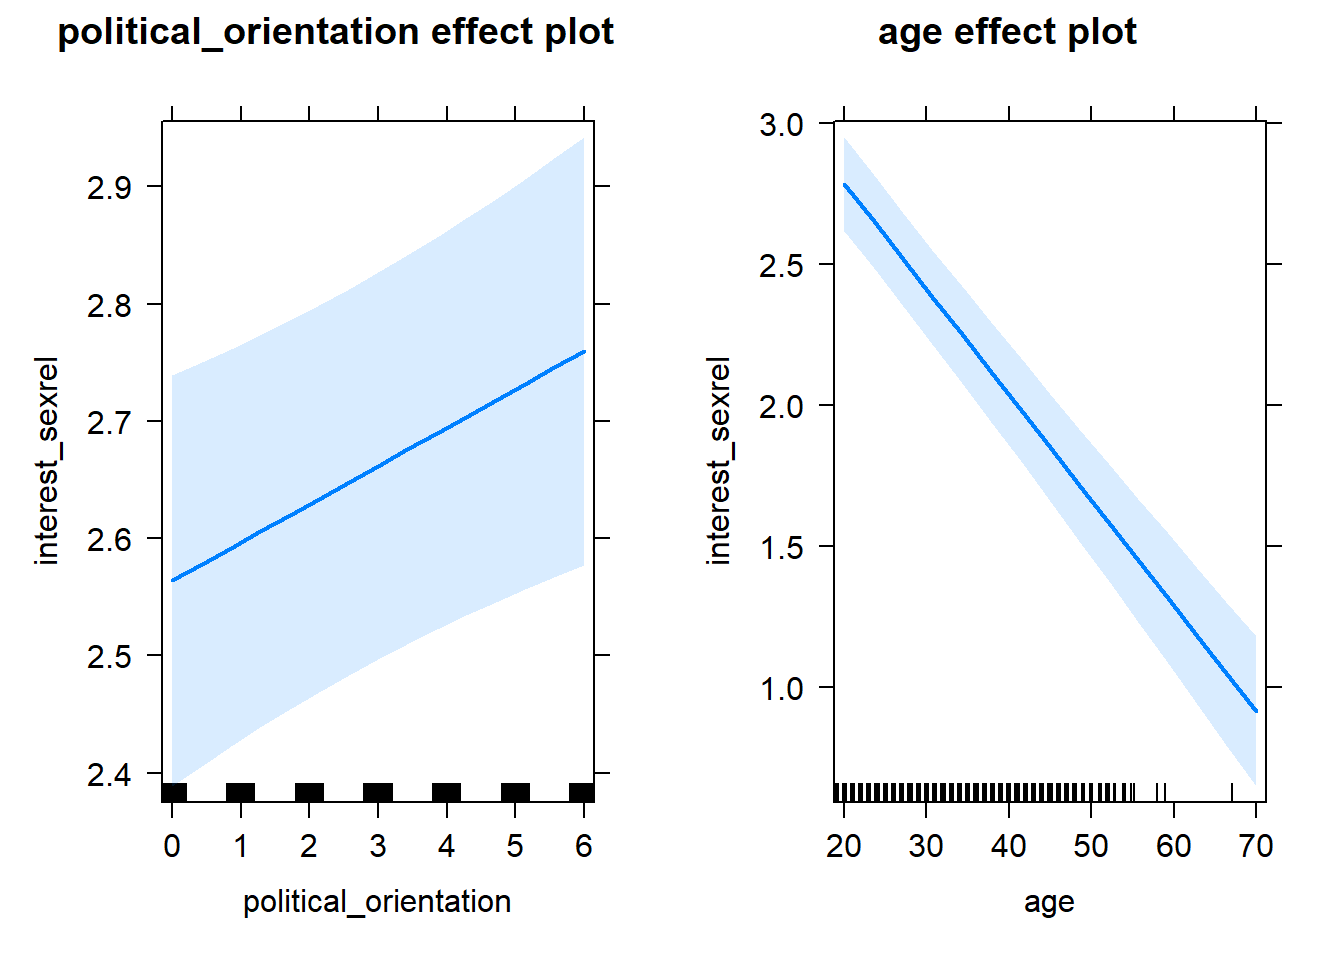 political_orientation effect plot
interest_sexrel
2.9
2.8
2.7
2.6
2.5
2.4
0 1 2 3 4 5 6
political_orientation
age effect plot
interest_sexrel
3.0
2.5
2.0
1.5
1.0
20 30 40 50 60 70
age